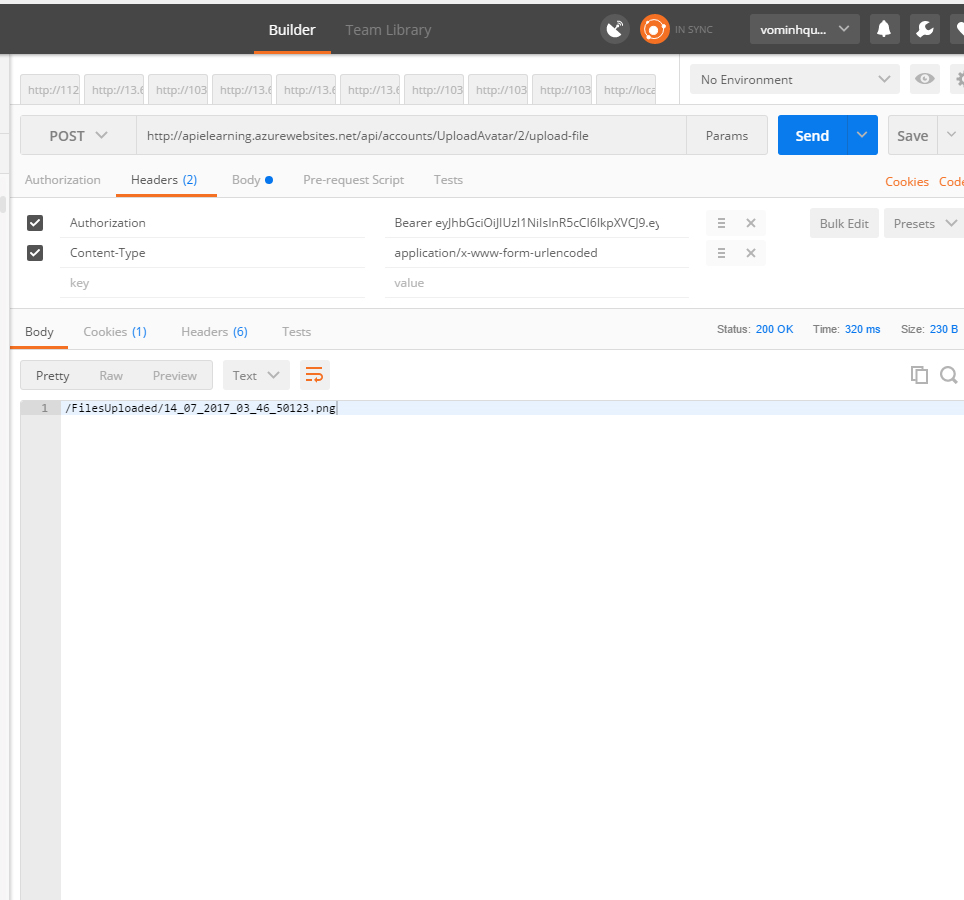 Builder Team Library IN SYNC vominhqu...
http://112 http://13.6 http://103 http://13.6 http://13.6 http://13.6 http://103 http://103 http://103 http://loca No Environment
POST http://apielearning.azurewebsites.net/api/accounts/UploadAvatar/2/upload-file Params Send Save
Authorization Headers (2) Body Pre-request Script Tests Cookies Code
Authorization Bearer eyJhbGciOiJIUzI1NiIsInR5cCI6IkpXVCJ9.ey Bulk Edit Presets
Content-Type application/x-www-form-urlencoded
key value
Body Cookies (1) Headers (6) Tests Status: 200 OK Time: 320 ms Size: 230 B
Pretty Raw Preview Text
1 /FilesUploaded/14_07_2017_03_46_50123.png